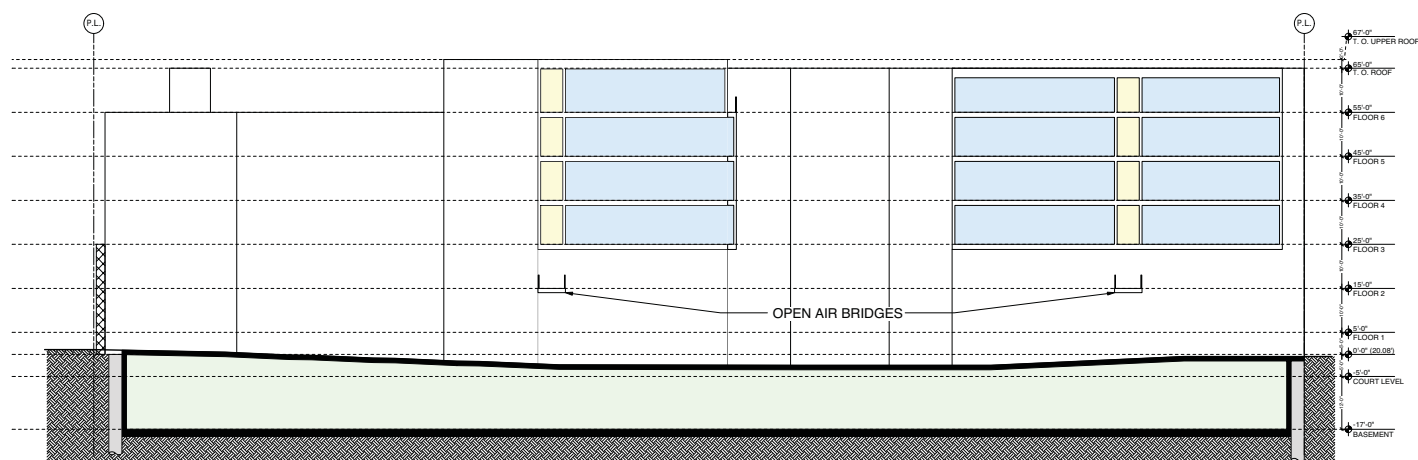 P.L.
P.L.
67'-0"
T. O. UPPER ROOF
65'-0"
T. O. ROOF
55'-0"
FLOOR 6
45'-0"
FLOOR 5
35'-0"
FLOOR 4
25'-0"
FLOOR 3
15'-0"
FLOOR 2
OPEN AIR BRIDGES
5'-0"
FLOOR 1
0'-0" (20.08')
-5'-0"
COURT LEVEL
-17'-0"
BASEMENT